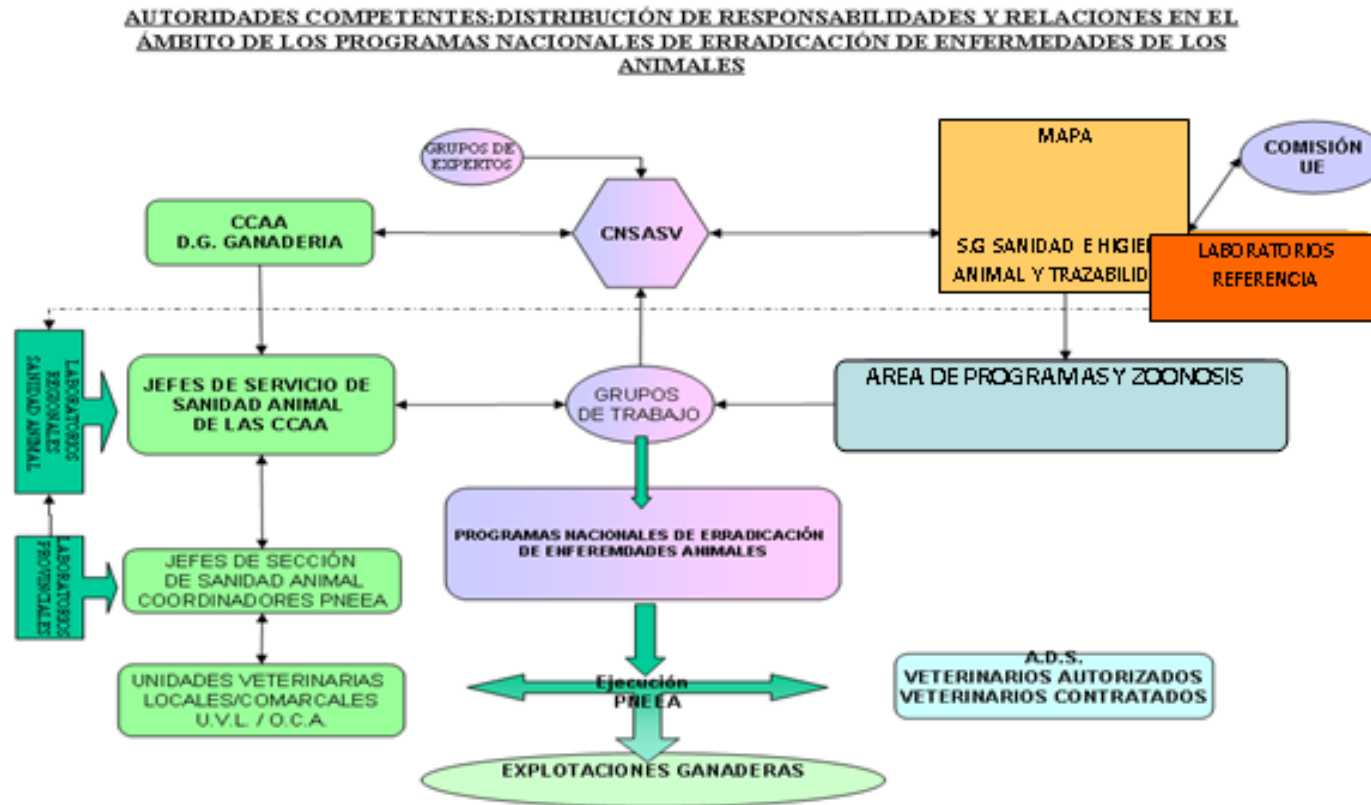 AUTORIDADES COMPETENTES:DISTRIBUCIÓN DE RESPONSABILIDADES Y RELACIONES EN EL
ÁMBITO DE LOS PROGRAMAS NACIONALES DE ERRADICACIÓN DE ENFERMEDADES DE LOS
ANIMALES
GRUPOS DE
EXPERTOS
MAPA
COMISIÓN
UE
CCAA
D.G. GANADERIA
CNSASV
S.G SANIDAD E HIGIE
ANIMAL Y TRAZABILID
LABORATORIOS
REFERENCIA
LABORATORIOS
REGIONALES
SANIDAD ANIMAL
JEFES DE SERVICIO DE
SANIDAD ANIMAL
DE LAS CCAA
GRUPOS
DE TRABAJO
AREA DE PROGRAMAS Y ZOONOSIS
PROGRAMAS NACIONALES DE ERRADICACIÓN
DE ENFEREMDADES ANIMALES
LABORATORIOS
PROVINCIALES
JEFES DE SECCIÓN
DE SANIDAD ANIMAL
COORDINADORES PNEEA
UNIDADES VETERINARIAS
LOCALES/COMARCALES
U.V.L. / O.C.A.
Ejecución
PNEEA
A.D.S.
VETERINARIOS AUTORIZADOS
VETERINARIOS CONTRATADOS
EXPLOTACIONES GANADERAS